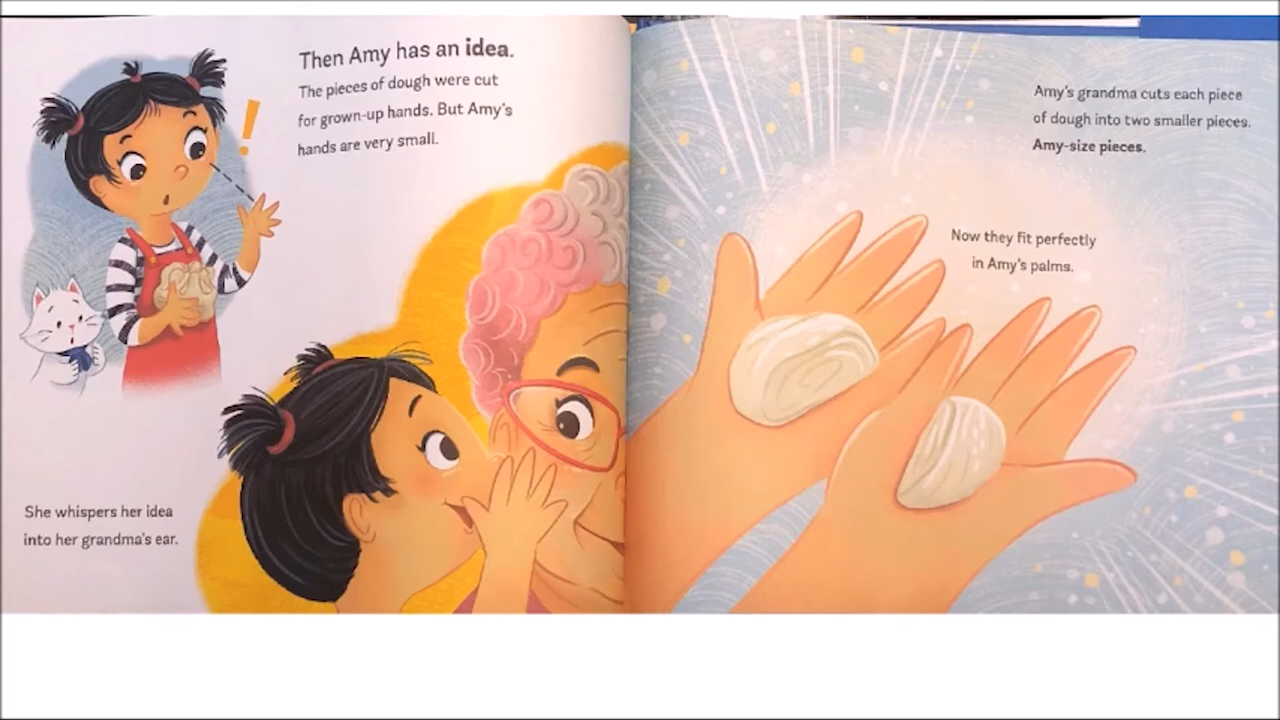 Then Amy has an idea.
The pieces of dough were cut
for grown-up hands. But Amy's
hands are very small.
She whispers her idea
into her grandma's ear.
Amy's grandma cuts each piece
of dough into two smaller pieces.
Amy-size pieces.
Now they fit perfectly
in Amy's palms.